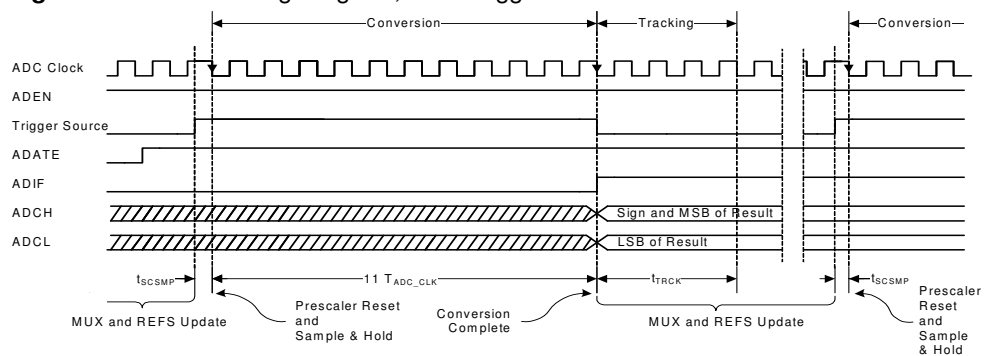 Conversion
Tracking
Conversion
ADC Clock
ADEN
Trigger Source
ADATE
ADIF
ADCH
Sign and MSB of Result
ADCL
LSB of Result
tSCSMP
11 TADC_CLK
tTRCK
tSCSMP
MUX and REFS Update
Prescaler Reset
and
Sample & Hold
Conversion
Complete
MUX and REFS Update
Prescaler
Reset
and
Sample
& Hold